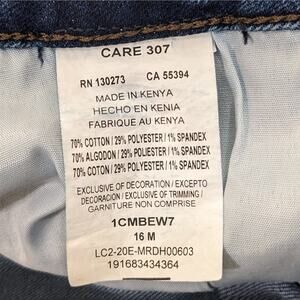 CARE 307
RN 130273 CA 55394
MADE IN KENYA
HECHO EN KENIA
FABRIQUE AU KENYA
70% COTTON / 29% POLYESTER / 1% SPANDEX
70% ALGODON / 29% POLYESTER / 1% SPANDEX
70% COTON / 29% POLYESTER / 1% SPANDEX
EXCLUSIVE OF DECORATION / EXCEPTO
DECORACION / EXCLUSIVE OF TRIMMING /
GARNITURE NON COMPRISE
1CMBEW7
16 M
LC2-20E-MRDH00603
191683434364